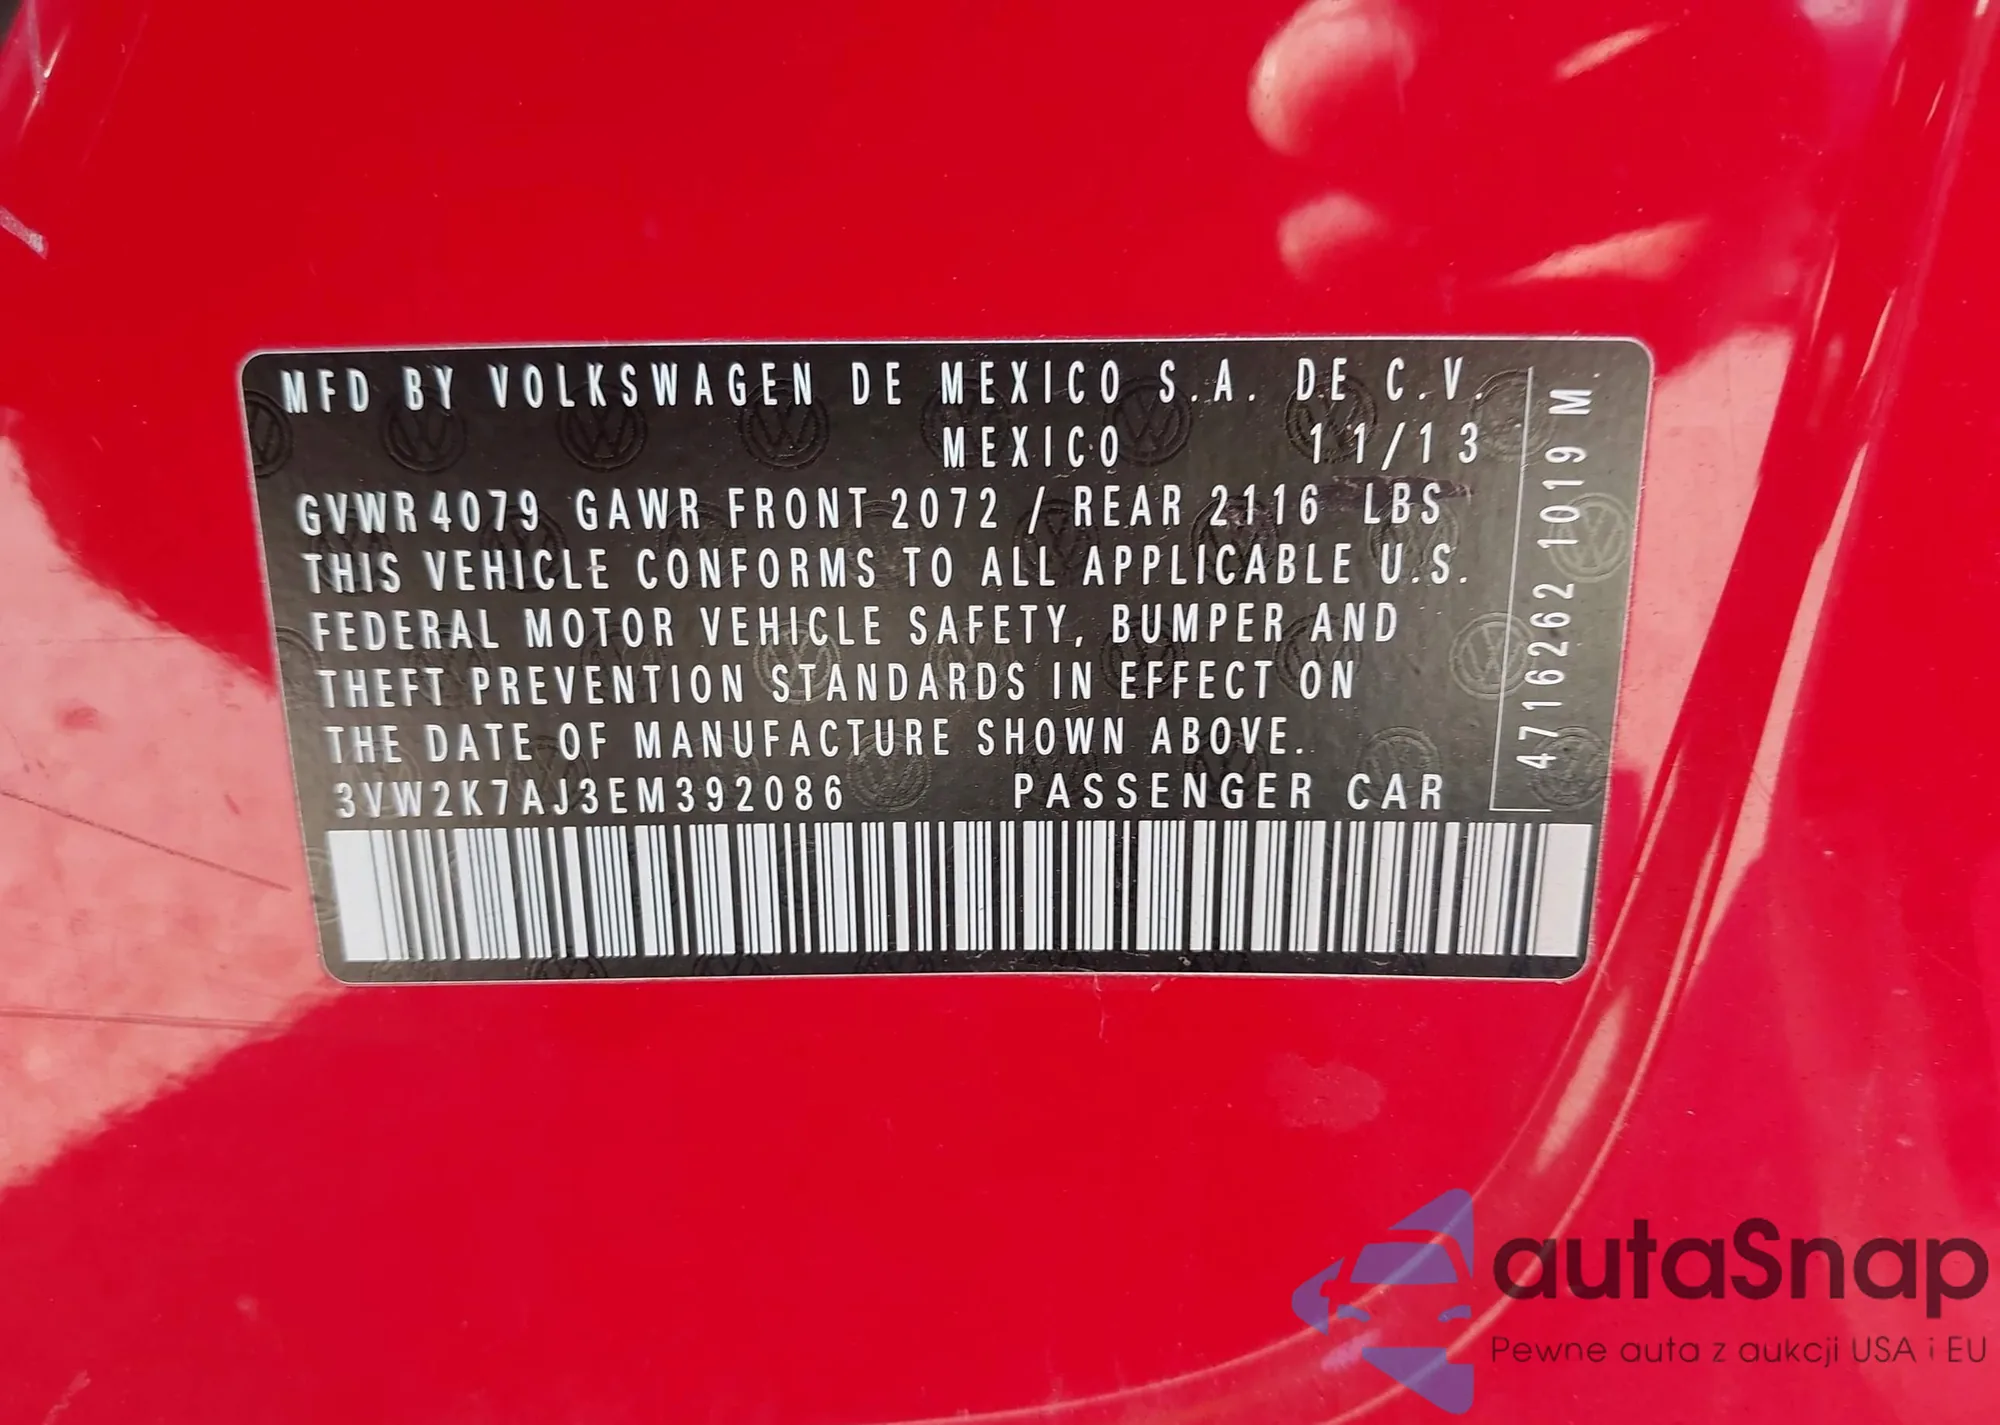 MFD BY VOLKSWAGEN DE MEXICO S.A. DE C.V.
MEXICO 11/13
GVWR 4079 GAWR FRONT 2072 / REAR 2116 LBS
THIS VEHICLE CONFORMS TO ALL APPLICABLE U.S.
FEDERAL MOTOR VEHICLE SAFETY, BUMPER AND
THEFT PREVENTION STANDARDS IN EFFECT ON
THE DATE OF MANUFACTURE SHOWN ABOVE.
3VW2K7AJ3EM392086 PASSENGER CAR
4716262 1019 M
autaSnap
Pewne auta z aukcji USA i EU